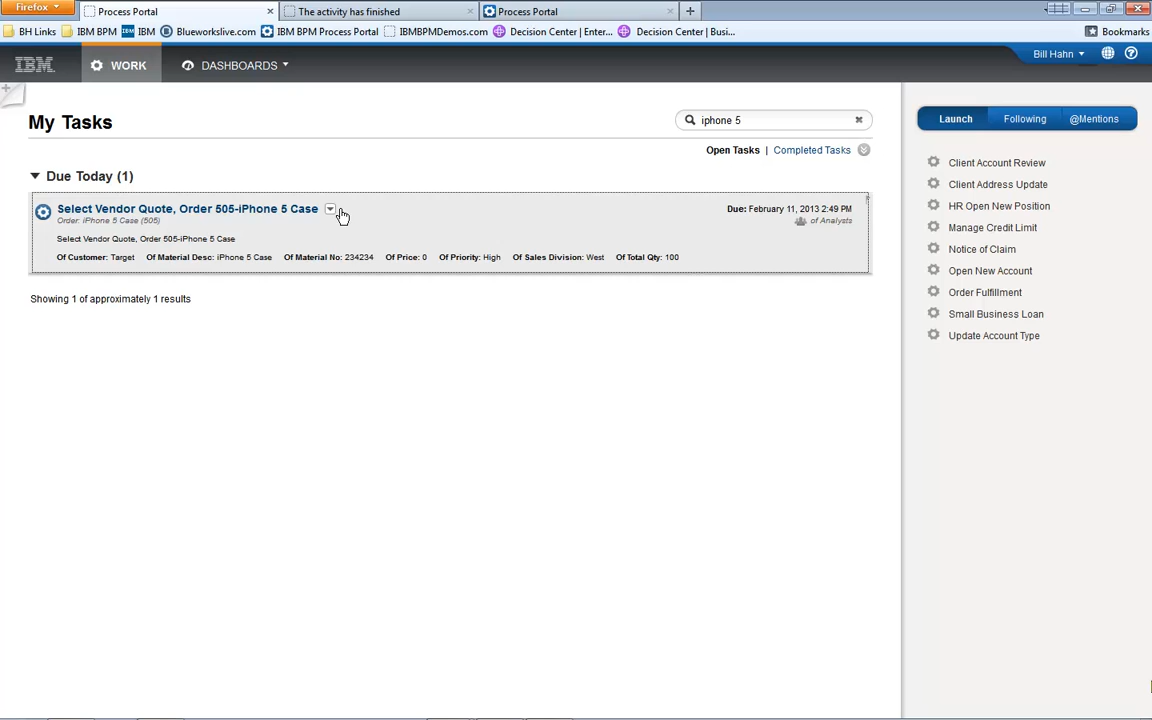 Firefox
Process Portal
The activity has finished
Process Portal
BH Links
IBM BPM
IBM
Blueworkslive.com
IBM BPM Process Portal
IBMBPMDemos.com
Decision Center | Enter...
Decision Center | Busi...
Bookmarks
IBM
WORK
DASHBOARDS
Bill Hahn
My Tasks
iphone 5
Open Tasks | Completed Tasks
Due Today (1)
Select Vendor Quote, Order 505-iPhone 5 Case
Due: February 11, 2013 2:49 PM
Order: iPhone 5 Case (505)
of Analysts
Select Vendor Quote, Order 505-iPhone 5 Case
Of Customer: Target Of Material Desc: iPhone 5 Case Of Material No: 234234 Of Price: 0 Of Priority: High Of Sales Division: West Of Total Qty: 100
Showing 1 of approximately 1 results
Launch
Following
@Mentions
Client Account Review
Client Address Update
HR Open New Position
Manage Credit Limit
Notice of Claim
Open New Account
Order Fulfillment
Small Business Loan
Update Account Type